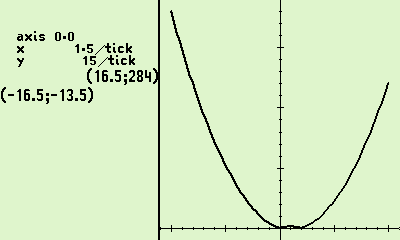 axis 0·0
x 1·5/tick
y 15/tick
(16.5;284)
(-16.5;-13.5)